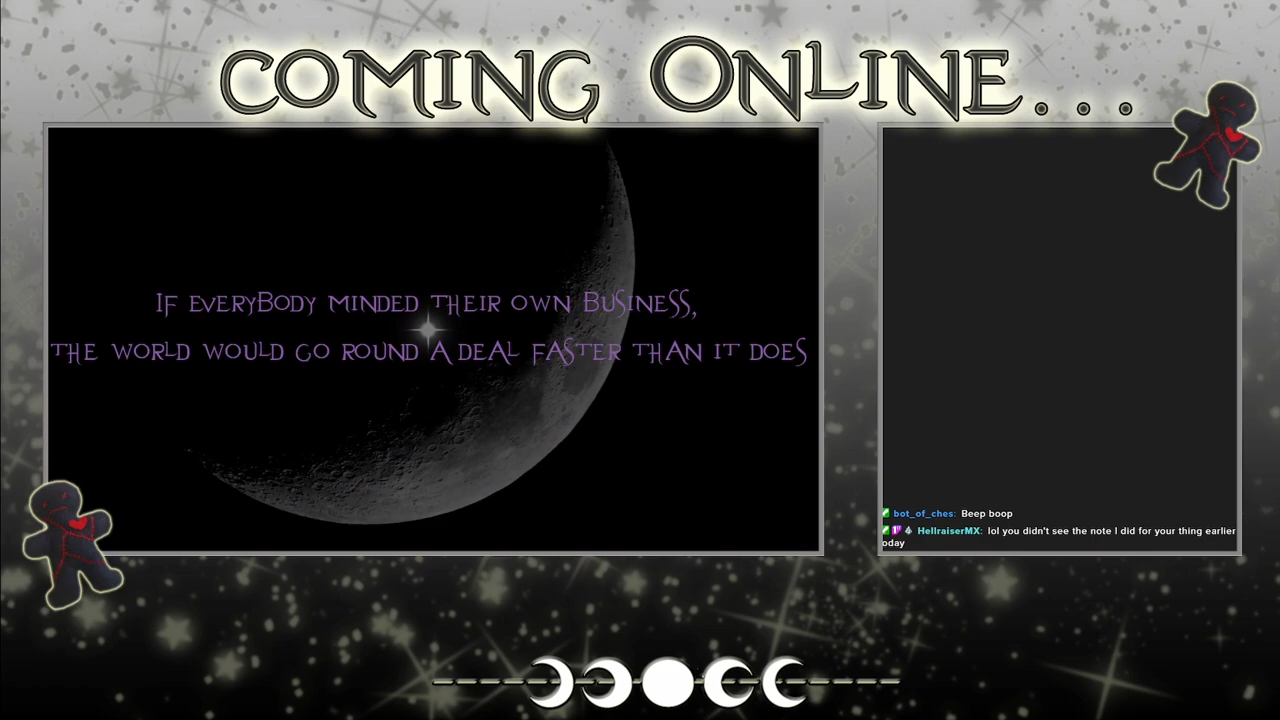 COMING ONLINE...
IF EVERYBODY MINDED THEIR OWN BUSINESS,
THE WORLD WOULD GO ROUND A DEAL FASTER THAN IT DOES
bot_of_ches: Beep boop
HellraiserMX: lol you didn't see the note I did for your thing earlier
oday